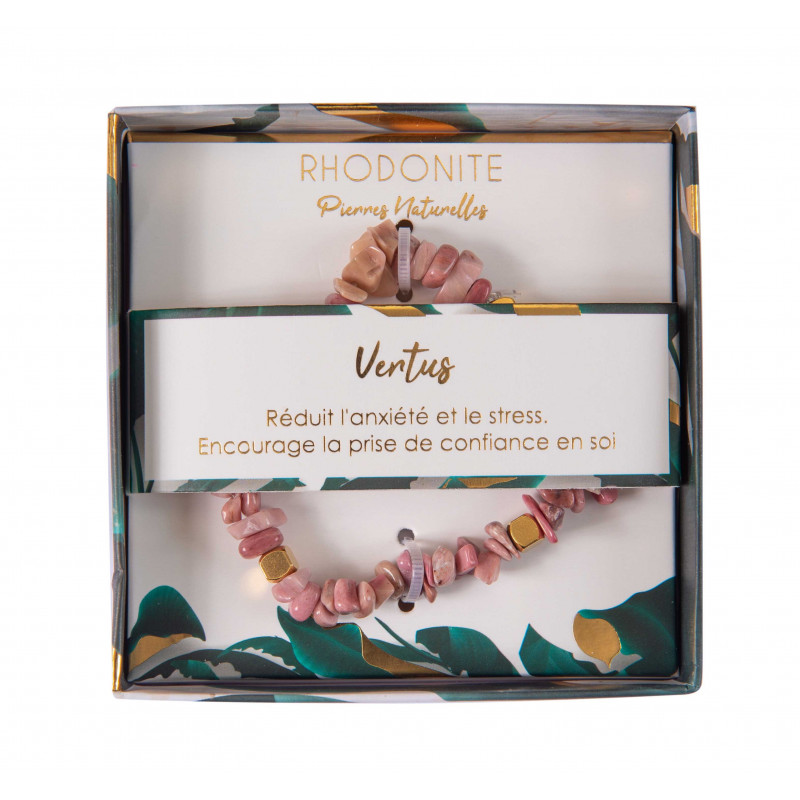 RHODONITE
Pierres Naturelles
Vertus
Réduit l'anxiété et le stress.
Encourage la prise de confiance en soi